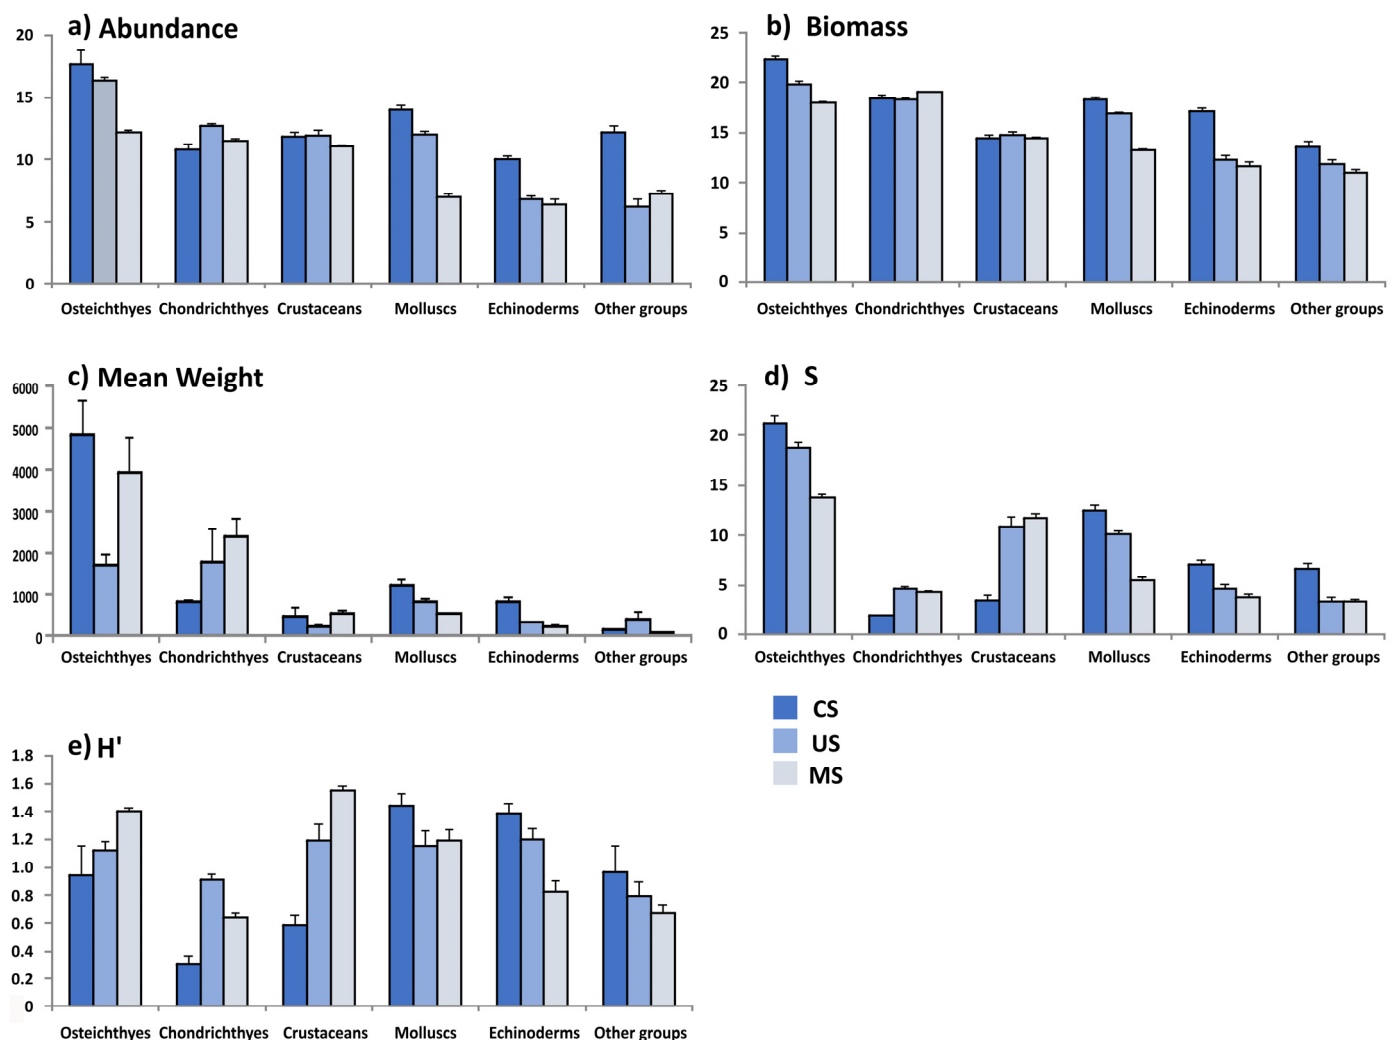 a) Abundance
20
15
10
5
0
Osteichthyes Chondrichthyes Crustaceans Molluscs Echinoderms Other groups
b) Biomass
25
20
15
10
5
0
Osteichthyes Chondrichthyes Crustaceans Molluscs Echinoderms Other groups
c) Mean Weight
6000
5000
4000
3000
2000
1000
0
Osteichthyes Chondrichthyes Crustaceans Molluscs Echinoderms Other groups
d) S
25
20
15
10
5
0
Osteichthyes Chondrichthyes Crustaceans Molluscs Echinoderms Other groups
CS
US
MS
e) H'
1.8
1.6
1.4
1.2
1.0
0.8
0.6
0.4
0.2
0
Osteichthyes Chondrichthyes Crustaceans Molluscs Echinoderms Other groups